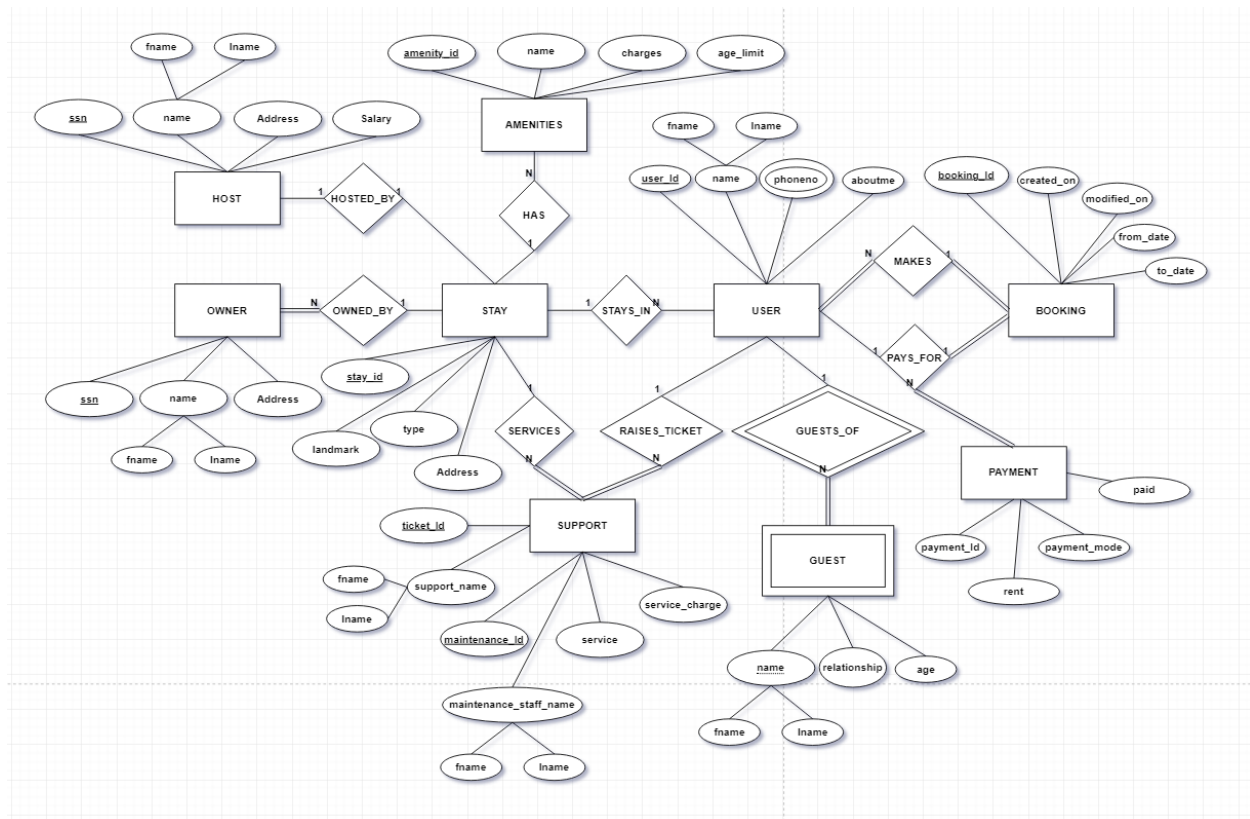 fname
lname
ssn
name
Address
Salary
HOST
1
HOSTED_BY
1
amenity_id
name
charges
age_limit
AMENITIES
N
HAS
1
fname
lname
user_Id
name
phoneno
aboutme
booking_Id
created_on
modified_on
from_date
to_date
N
MAKES
1
OWNER
N
OWNED_BY
1
STAY
1
STAYS_IN
N
USER
BOOKING
1
PAYS_FOR
1
N
ssn
name
Address
fname
lname
stay_id
landmark
type
Address
1
SERVICES
N
1
RAISES_TICKET
N
1
GUESTS_OF
N
PAYMENT
paid
payment_Id
payment_mode
rent
SUPPORT
ticket_Id
fname
support_name
lname
maintenance_Id
service
service_charge
maintenance_staff_name
fname
lname
GUEST
name
relationship
age
fname
lname